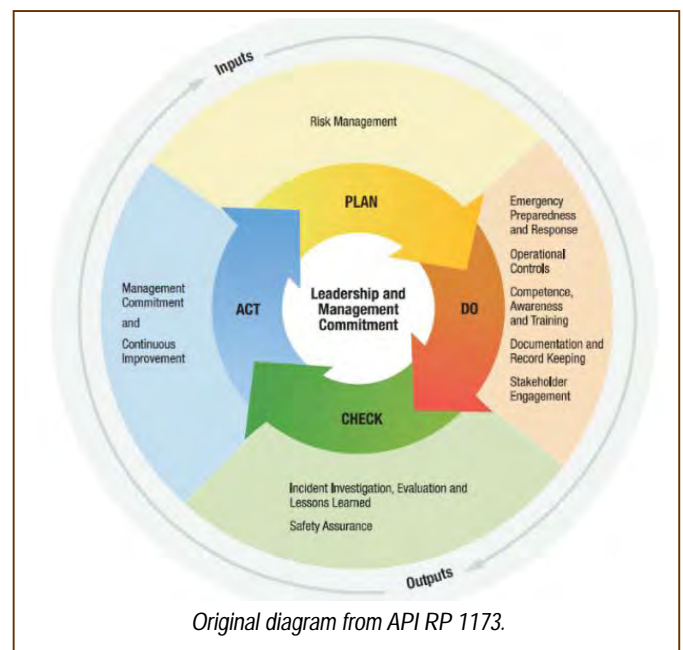 Inputs
Risk Management
PLAN
Emergency
Preparedness
and Response
Operational
Controls
Competence,
Awareness
and Training
Documentation and
Record Keeping
Stakeholder
Engagement
DO
Leadership and
Management
Commitment
ACT
Management
Commitment
and
Continuous
Improvement
CHECK
Incident Investigation, Evaluation and
Lessons Learned
Safety Assurance
Outputs
Original diagram from API RP 1173.